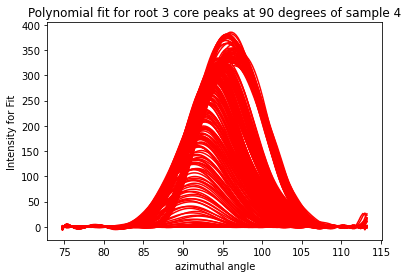 Polynomial fit for root 3 core peaks at 90 degrees of sample 4
400
350
300
250
200
150
100
50
0
Intensity for Fit
75 80 85 90 95 100 105 110 115
azimuthal angle